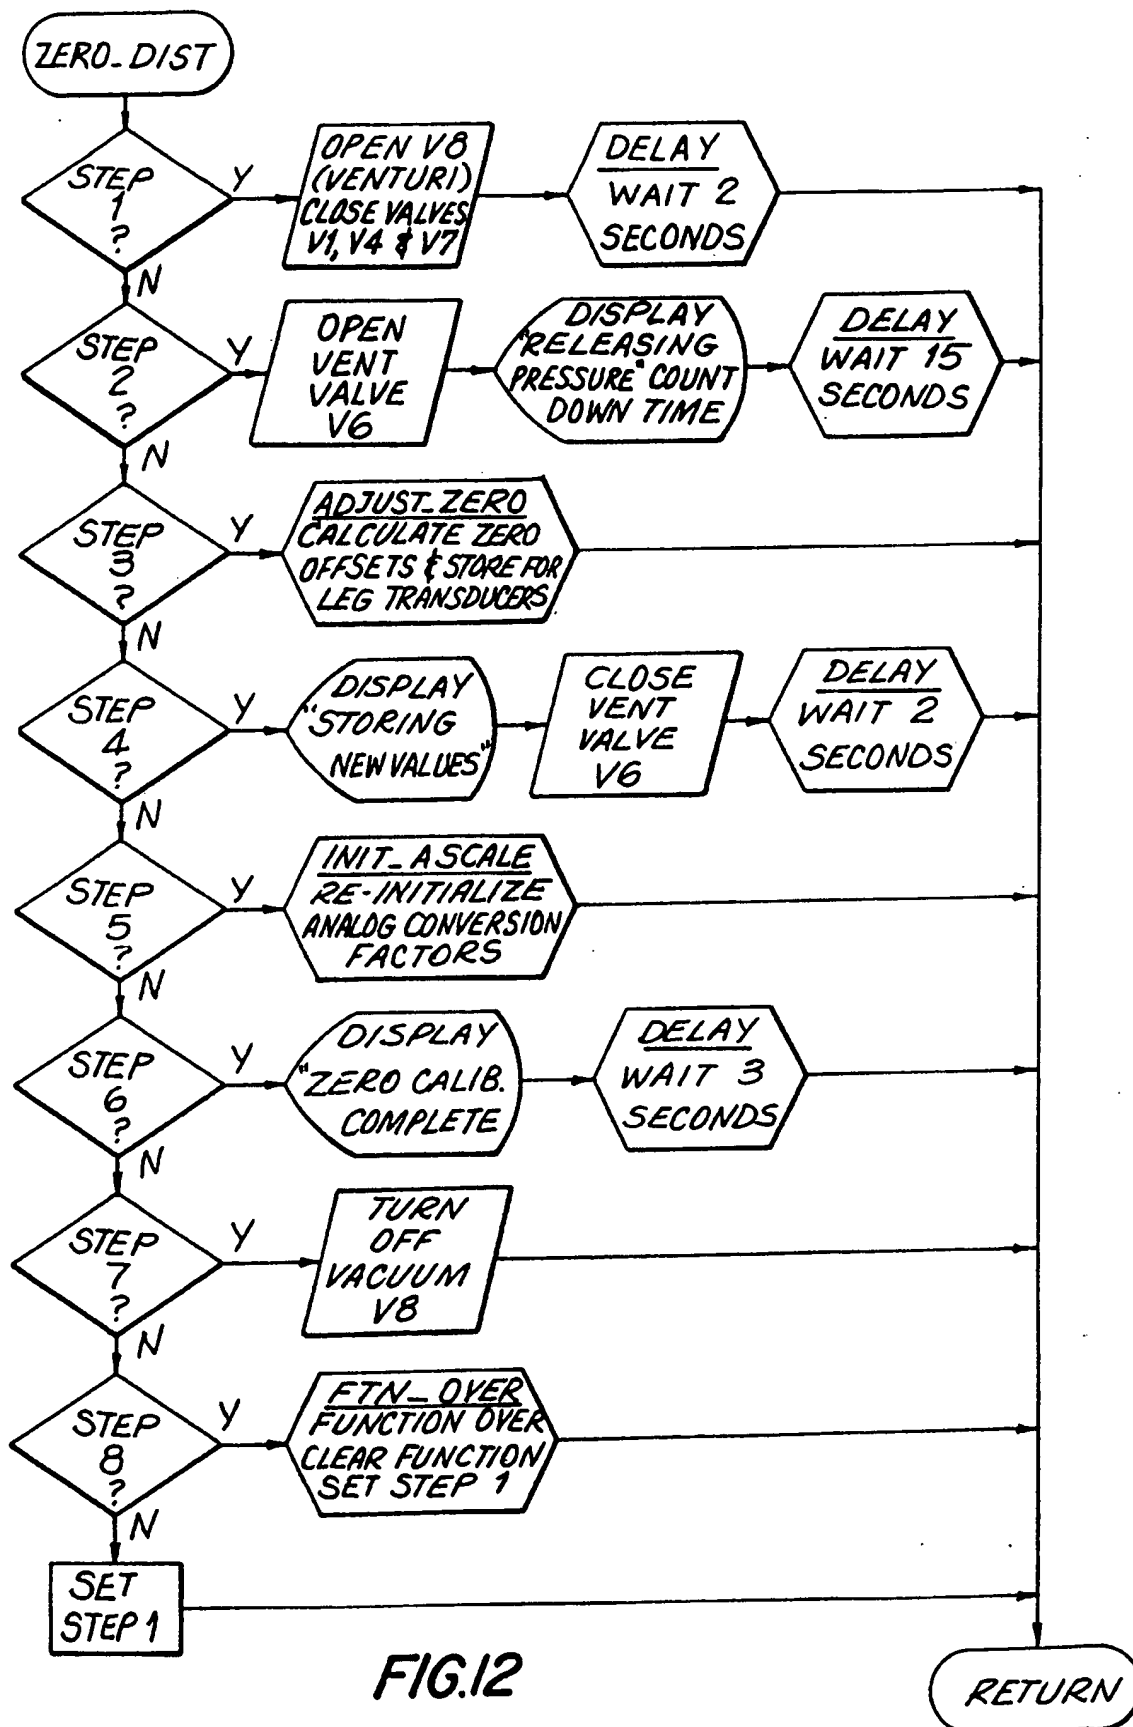 ZERO_DIST
STEP
1
?
Y
N
OPEN V8
(VENTURI)
CLOSE VALVES
V1, V4 & V7
DELAY
WAIT 2
SECONDS
STEP
2
?
Y
N
OPEN
VENT
VALVE
V6
DISPLAY
"RELEASING
PRESSURE" COUNT
DOWN TIME
DELAY
WAIT 15
SECONDS
STEP
3
?
Y
N
ADJUST_ZERO
CALCULATE ZERO
OFFSETS & STORE FOR
LEG TRANSDUCERS
STEP
4
?
Y
N
DISPLAY
"STORING
NEW VALUES"
CLOSE
VENT
VALVE
V6
DELAY
WAIT 2
SECONDS
STEP
5
?
Y
N
INIT_ASCALE
RE-INITIALIZE
ANALOG CONVERSION
FACTORS
STEP
6
?
Y
N
DISPLAY
"ZERO CALIB.
COMPLETE
DELAY
WAIT 3
SECONDS
STEP
7
?
Y
N
TURN
OFF
VACUUM
V8
STEP
8
?
Y
N
FTN_OVER
FUNCTION OVER
CLEAR FUNCTION
SET STEP 1
SET
STEP 1
FIG.12
RETURN